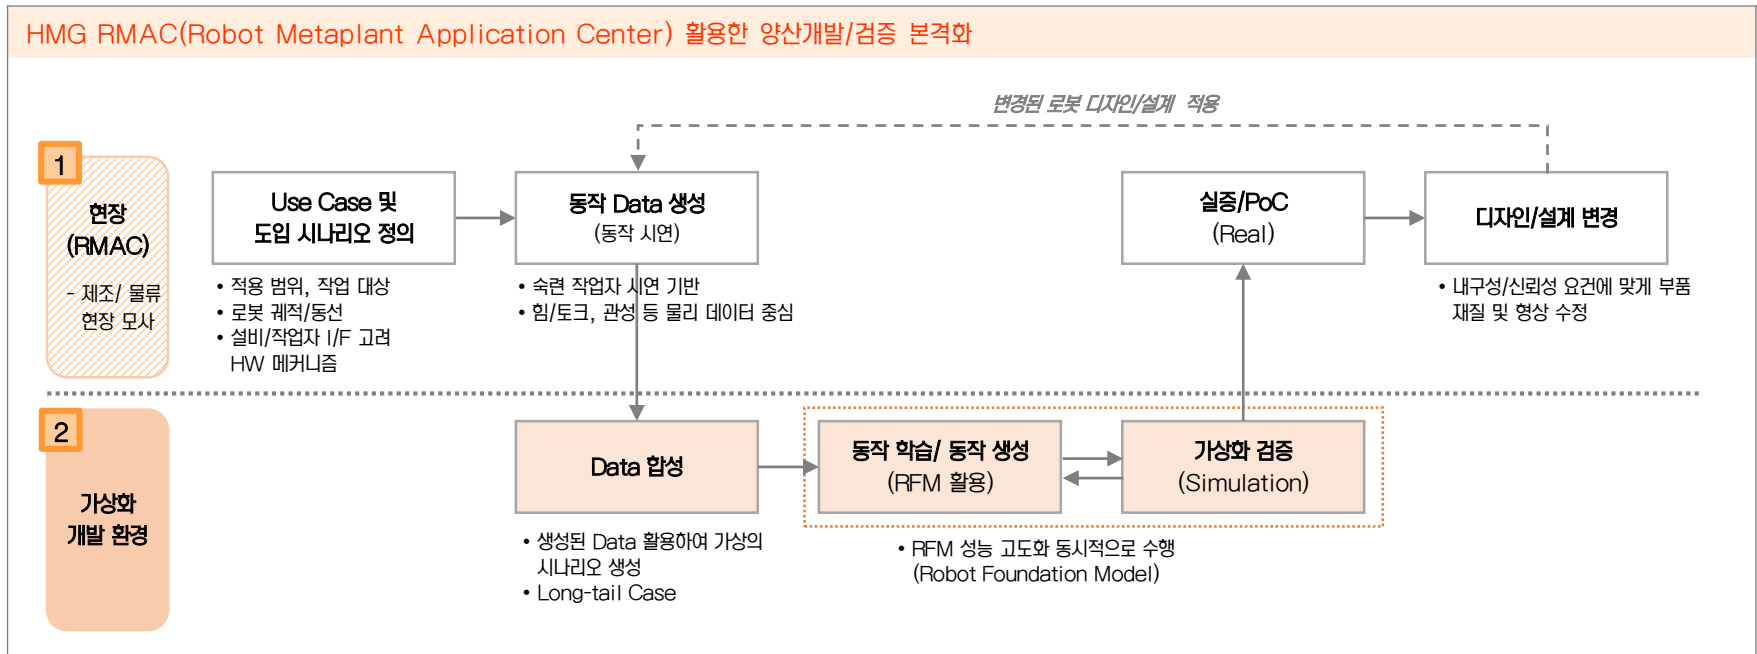 HMG RMAC(Robot Metaplant Application Center) 활용한 양산개발/검증 본격화
변경된 로봇 디자인/설계 적용
1
현장
(RMAC)
- 제조/ 물류
현장 모사
Use Case 및
도입 시나리오 정의
• 적용 범위, 작업 대상
• 로봇 궤적/동선
• 설비/작업자 I/F 고려
HW 메커니즘
동작 Data 생성
(동작 시연)
• 숙련 작업자 시연 기반
• 힘/토크, 관성 등 물리 데이터 중심
실증/PoC
(Real)
디자인/설계 변경
• 내구성/신뢰성 요건에 맞게 부품
재질 및 형상 수정
2
가상화
개발 환경
Data 합성
• 생성된 Data 활용하여 가상의
시나리오 생성
• Long-tail Case
동작 학습/ 동작 생성
(RFM 활용)
가상화 검증
(Simulation)
• RFM 성능 고도화 동시적으로 수행
(Robot Foundation Model)